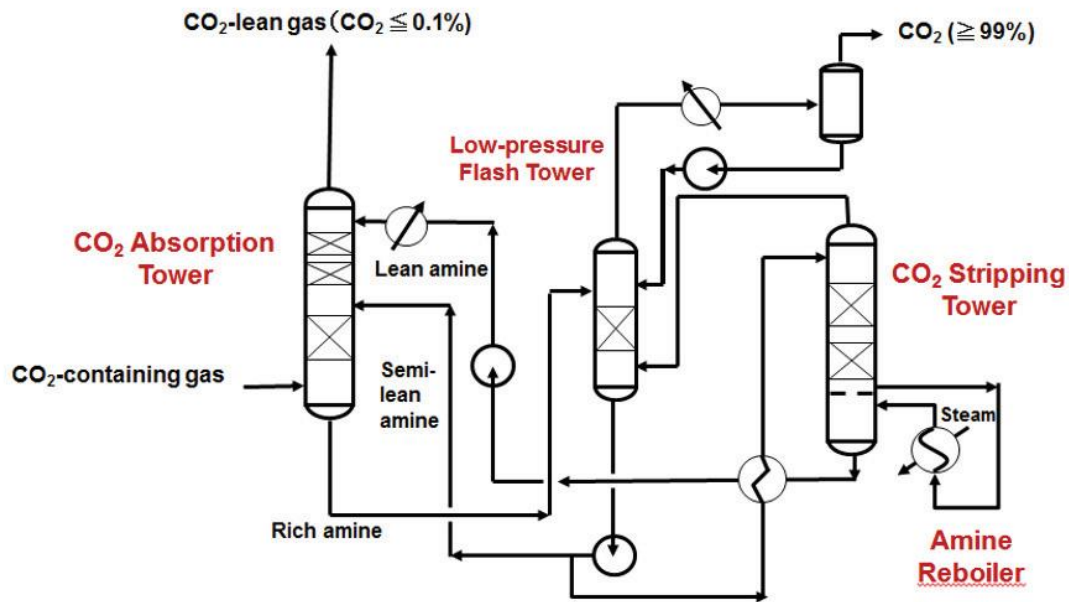 CO₂-lean gas (CO₂ ≦ 0.1%)
CO₂ (≧ 99%)
Low-pressure
Flash Tower
CO₂ Absorption
Tower
Lean amine
CO₂ Stripping
Tower
CO₂-containing gas
Semi-
lean
amine
Steam
Rich amine
Amine
Reboiler